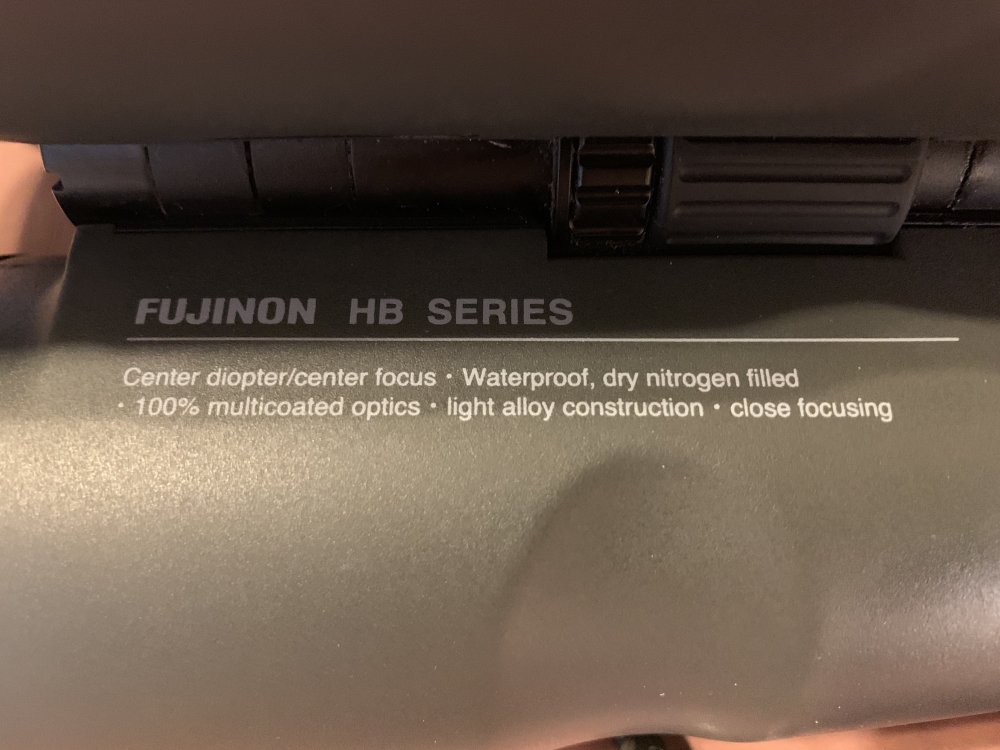 FUJINON HB SERIES
Center diopter/center focus · Waterproof, dry nitrogen filled
· 100% multicoated optics · light alloy construction · close focusing